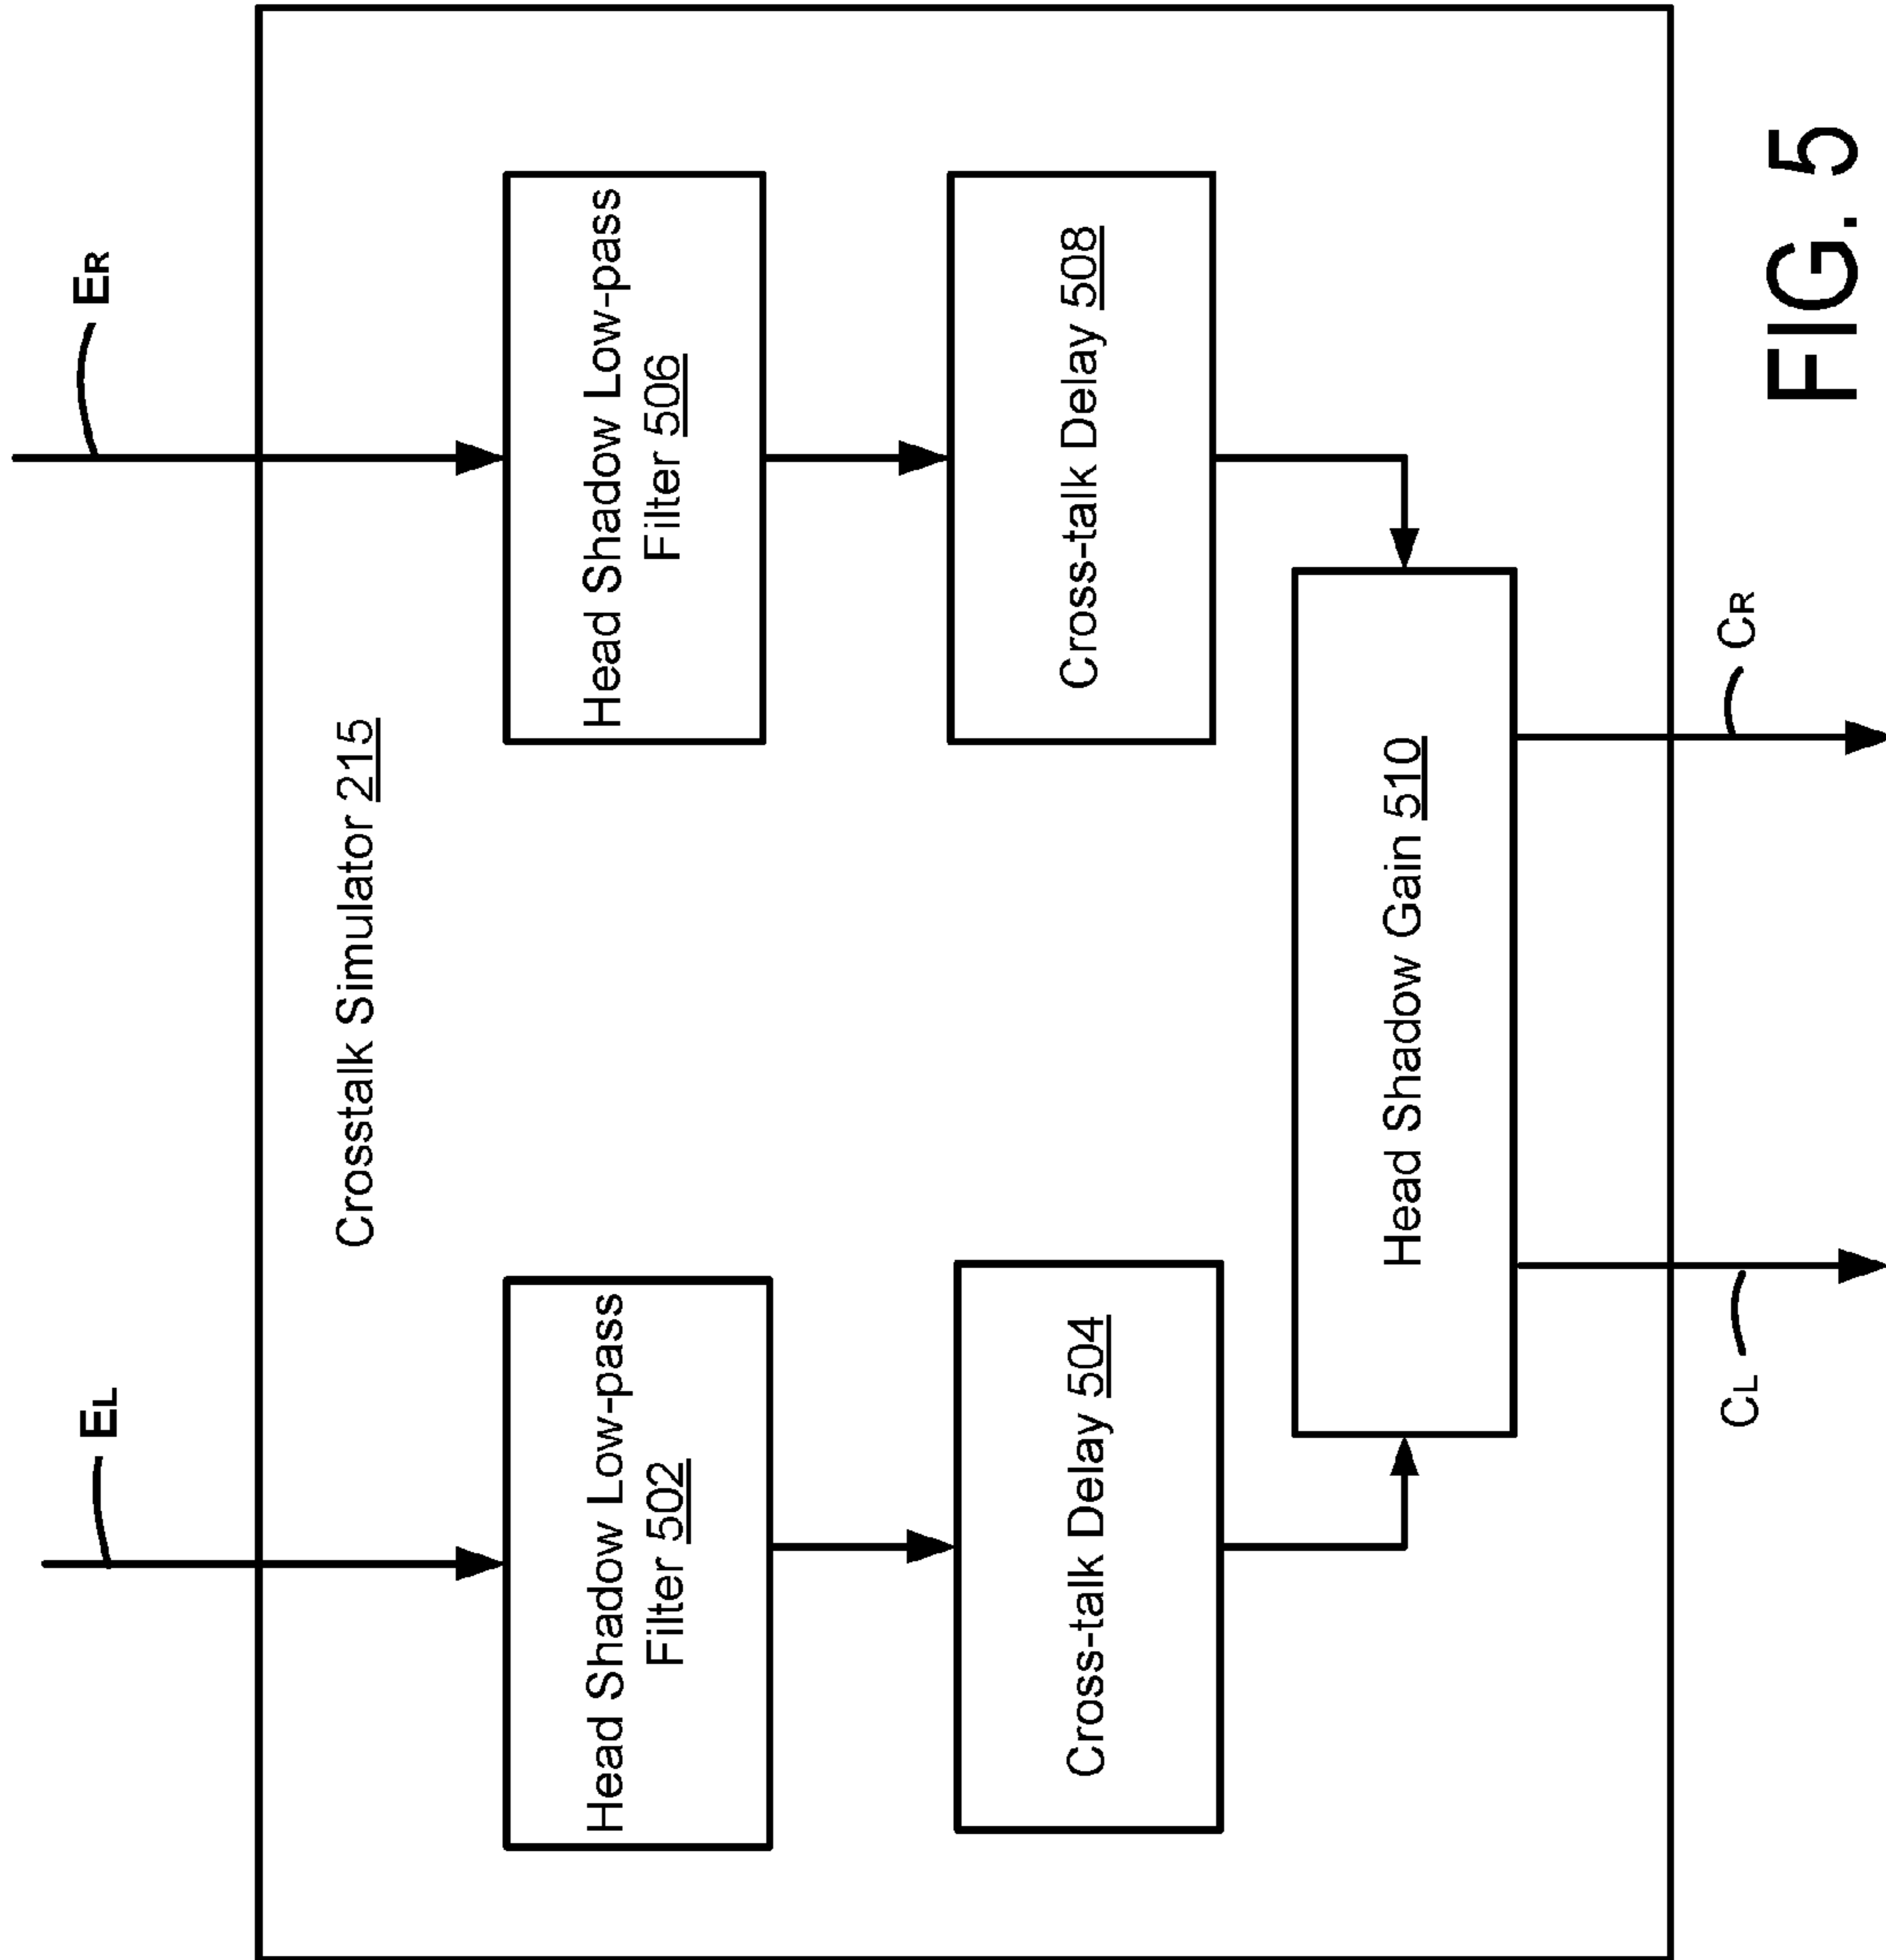 EL
ER
Crosstalk Simulator 215
Head Shadow Low-pass
Filter 502
Head Shadow Low-pass
Filter 506
Cross-talk Delay 504
Cross-talk Delay 508
Head Shadow Gain 510
CL
CR
FIG. 5